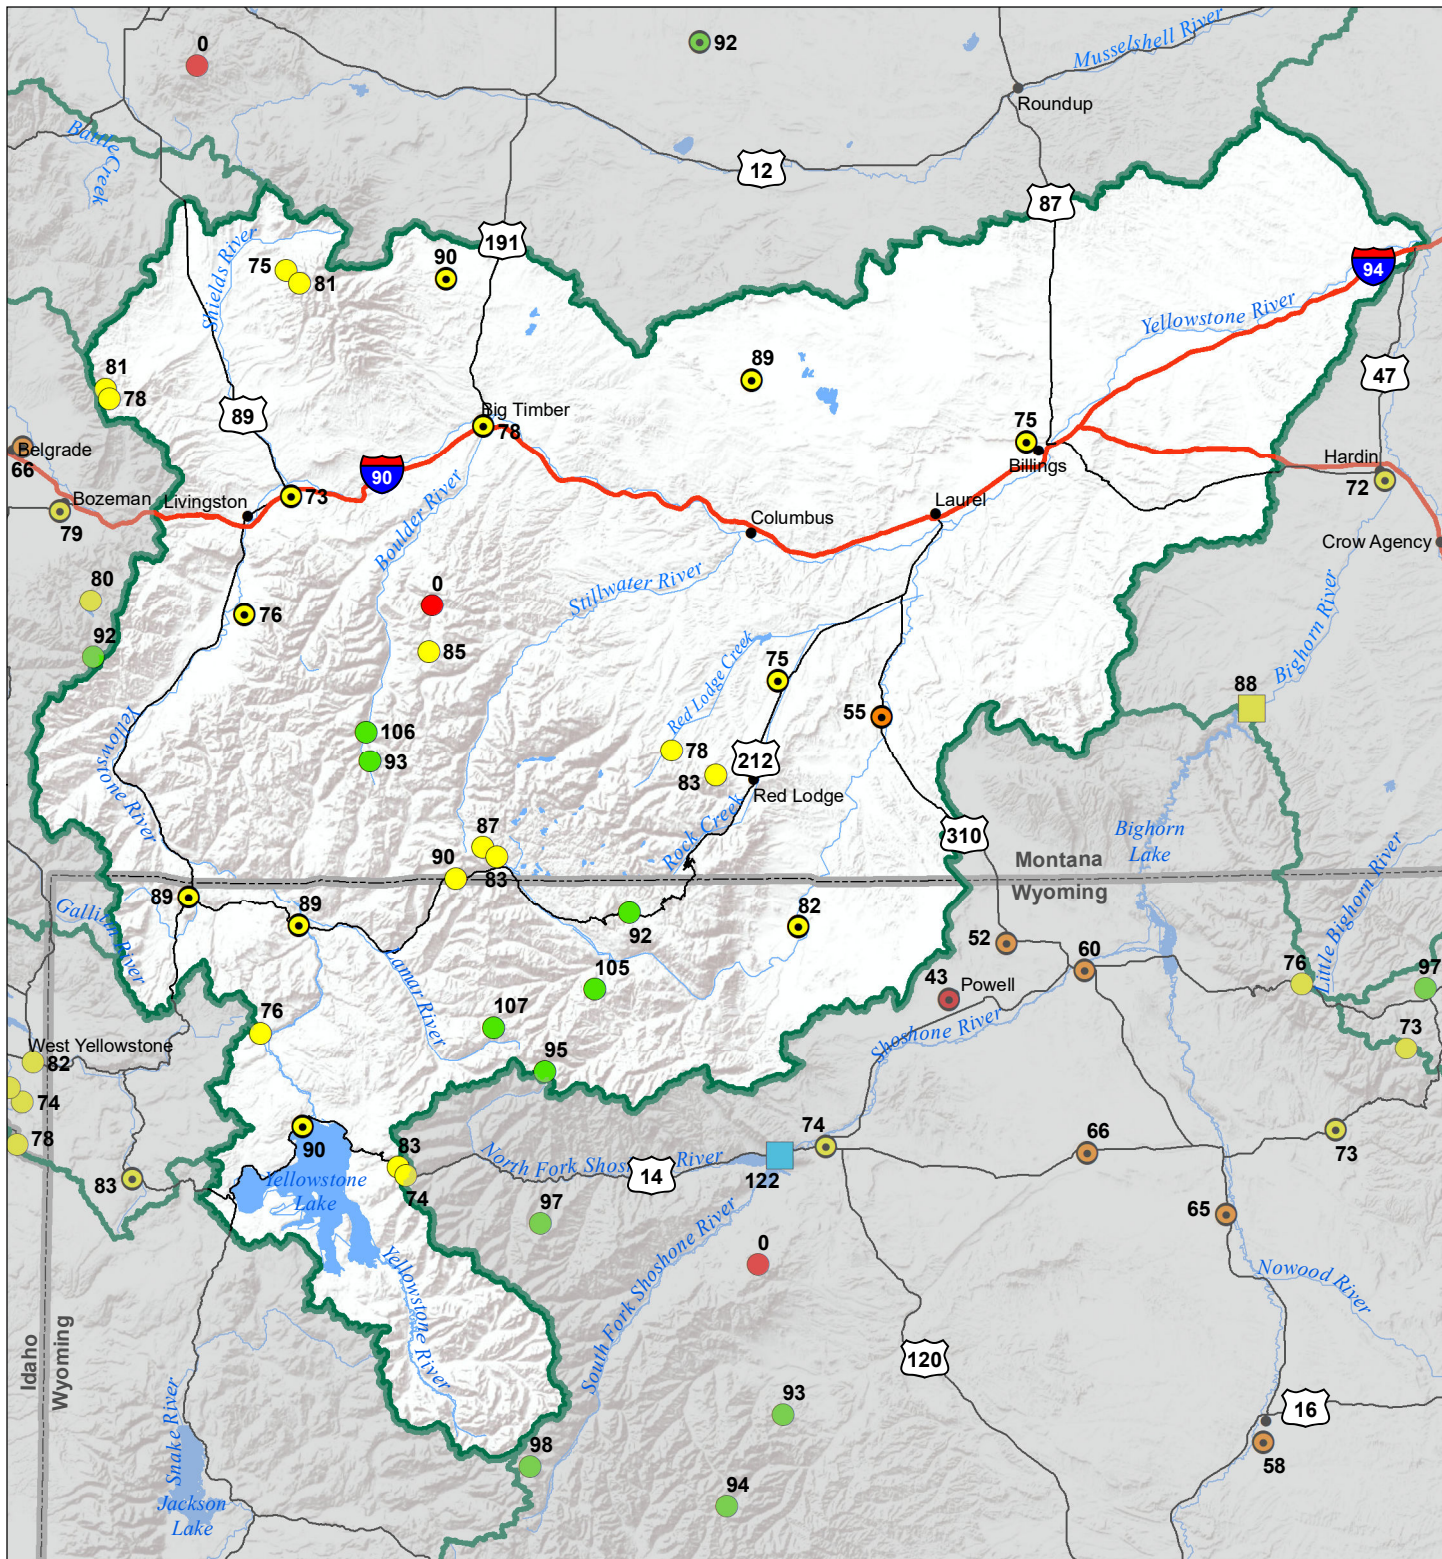 0
92
Musselshell River
Roundup
Battle Creek
12
87
191
Shields River
75
81
90
94
Yellowstone River
81
78
89
89
47
Big Timber
78
75
Billings
Belgrade
66
Hardin
72
90
Bozeman
79
Livingston
73
Boulder River
Laurel
Columbus
Crow Agency
Stillwater River
80
0
76
92
85
Bighorn River
Red Lodge Creek
75
88
55
Yellowstone River
106
93
78
83
212
Red Lodge
Rock Creek
310
Bighorn
Lake
87
90
83
Montana
Wyoming
Little Bighorn River
Gallitin River
89
89
92
82
52
60
Lamar River
105
43
Powell
76
97
107
Shoshone River
76
West Yellowstone
82
95
73
74
78
90
83
74
North Fork Shoshone River
14
122
74
66
73
83
Yellowstone
Lake
97
65
South Fork Shoshone River
0
Nowood River
Yellowstone River
Idaho
Wyoming
120
93
16
Snake River
98
58
94
Jackson
Lake